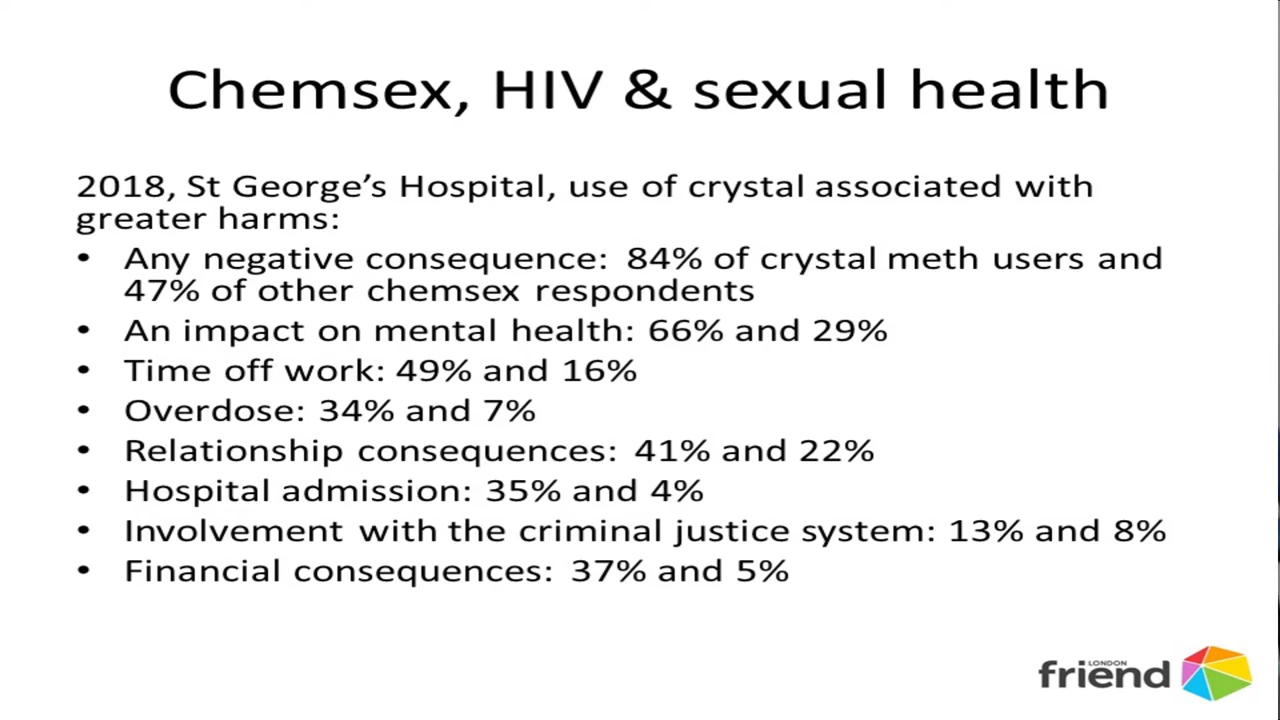 Chemsex, HIV & sexual health
2018, St George’s Hospital, use of crystal associated with
greater harms:
• Any negative consequence: 84% of crystal meth users and
47% of other chemsex respondents
• An impact on mental health: 66% and 29%
• Time off work: 49% and 16%
• Overdose: 34% and 7%
• Relationship consequences: 41% and 22%
• Hospital admission: 35% and 4%
• Involvement with the criminal justice system: 13% and 8%
• Financial consequences: 37% and 5%
LONDON
friend